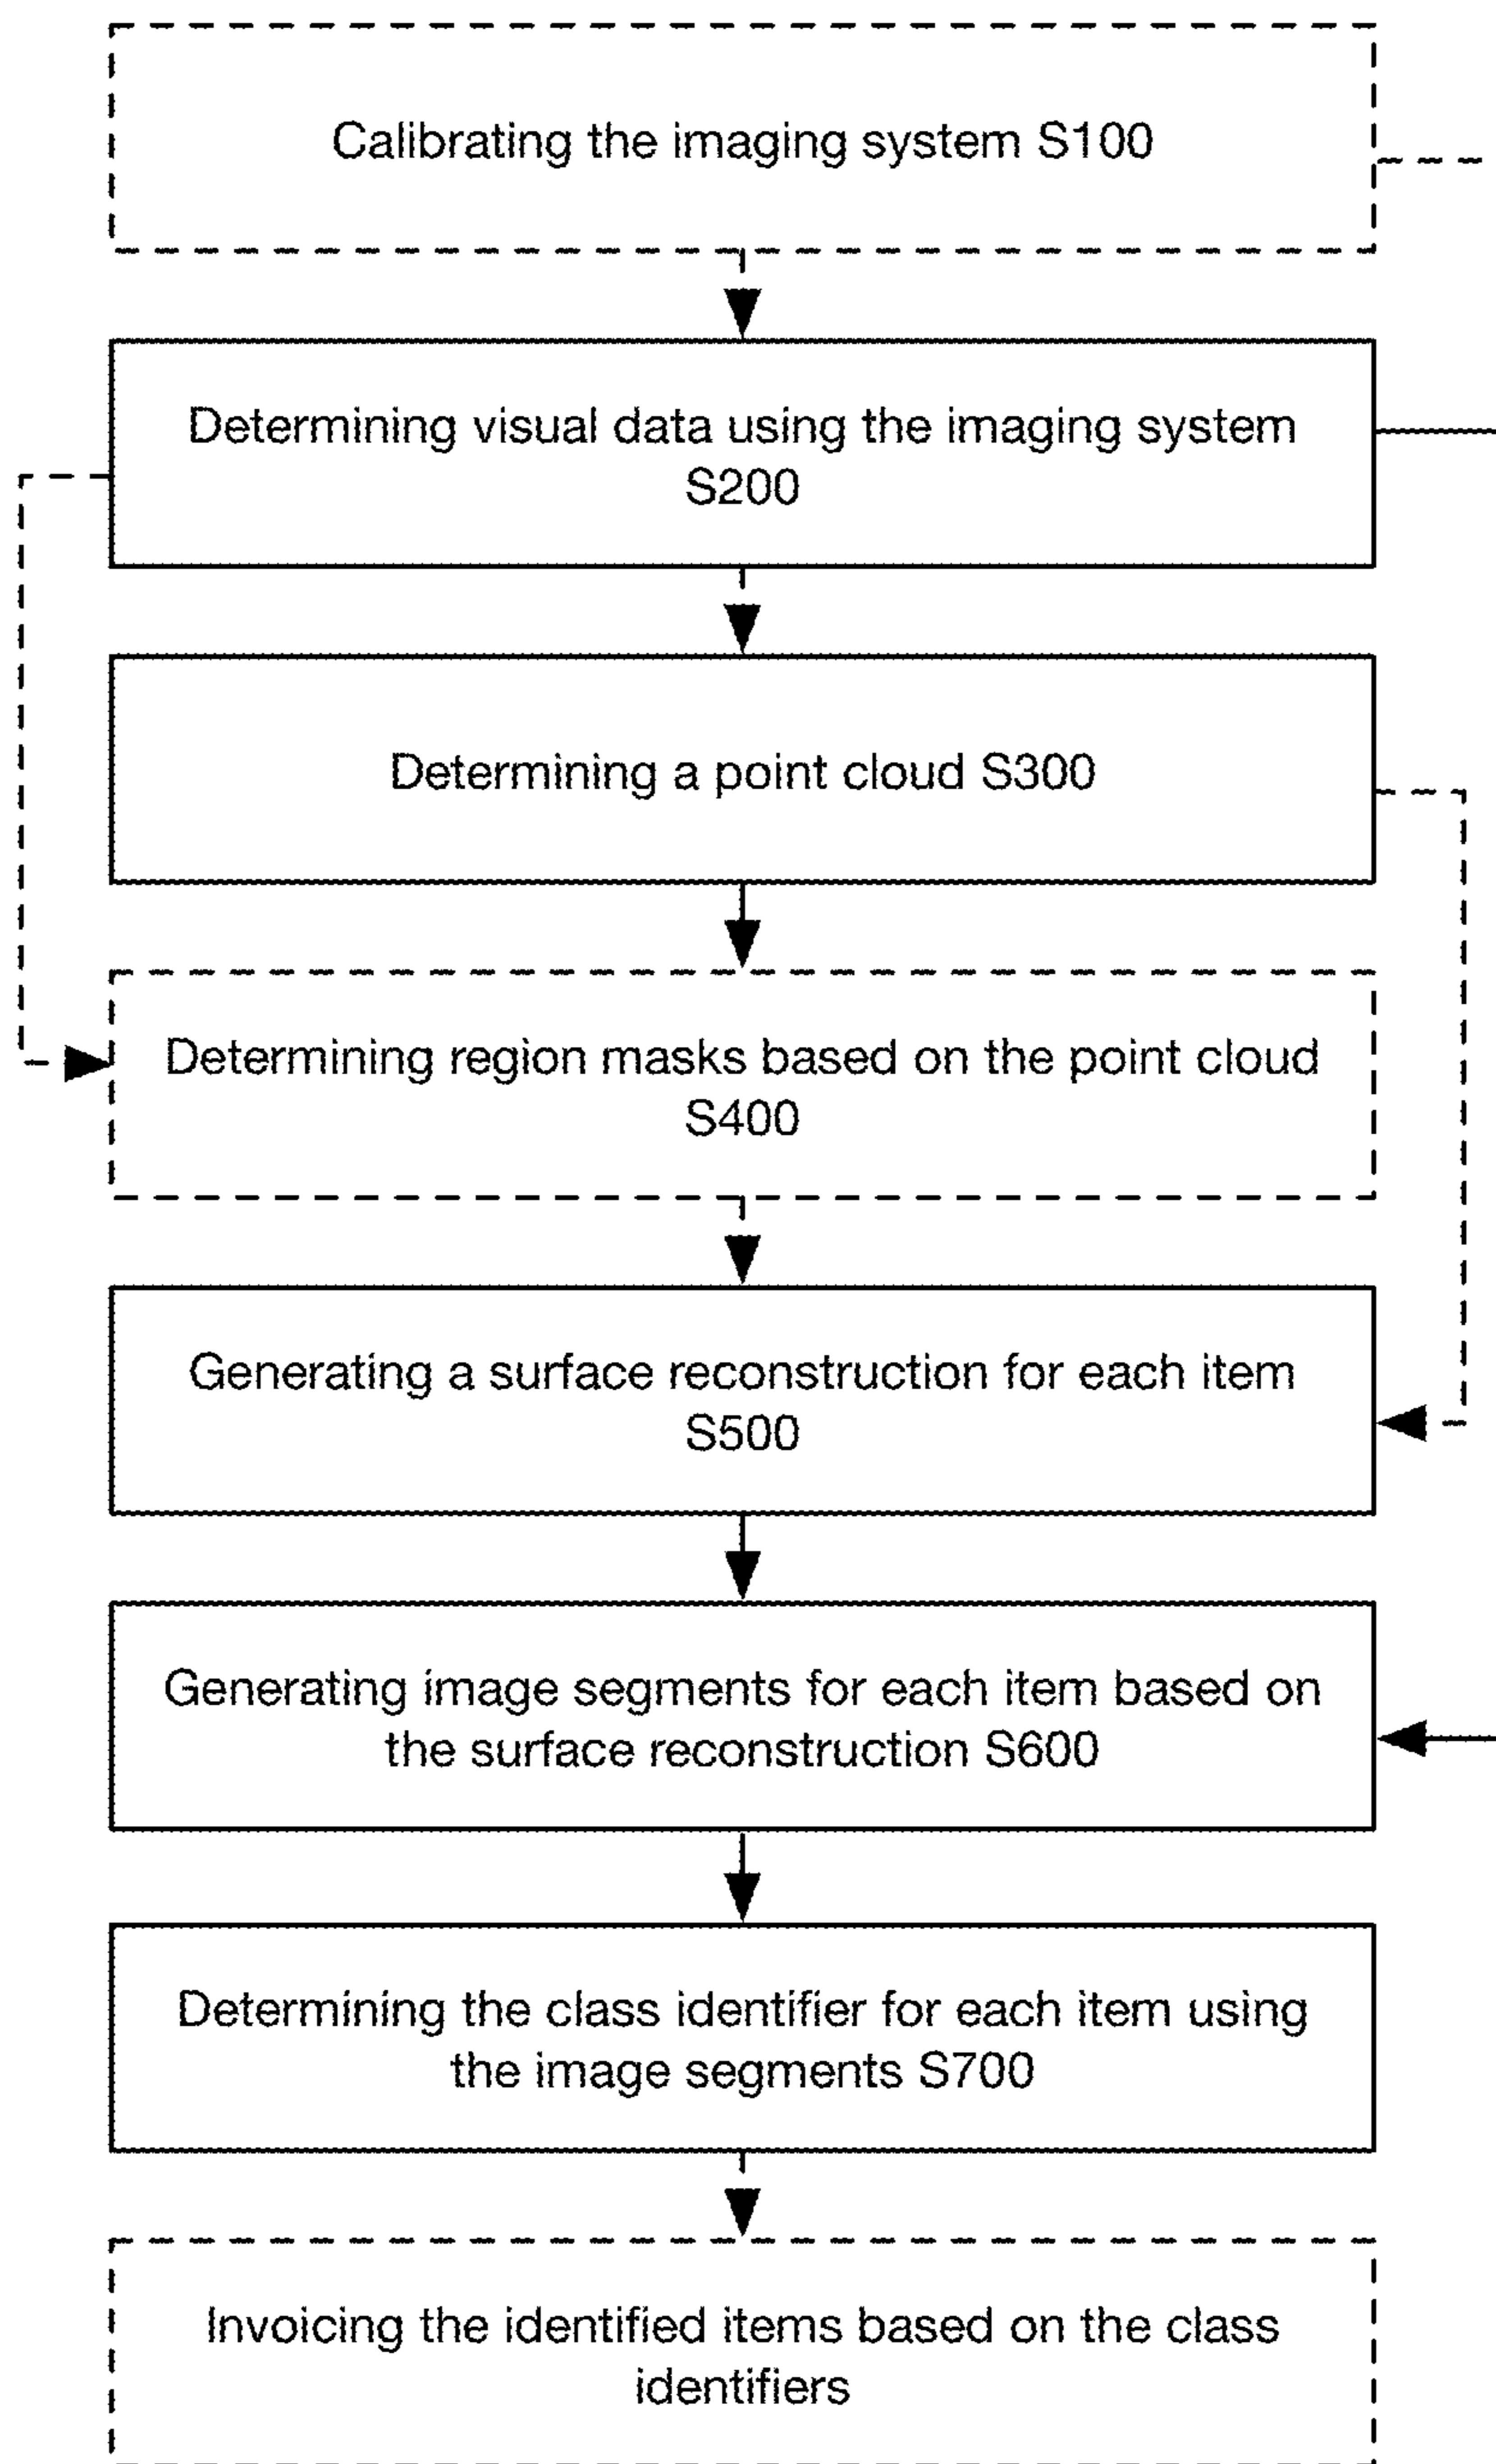 Calibrating the imaging system S100
Determining visual data using the imaging system
S200
Determining a point cloud S300
Determining region masks based on the point cloud
S400
Generating a surface reconstruction for each item
S500
Generating image segments for each item based on
the surface reconstruction S600
Determining the class identifier for each item using
the image segments S700
Invoicing the identified items based on the class
identifiers